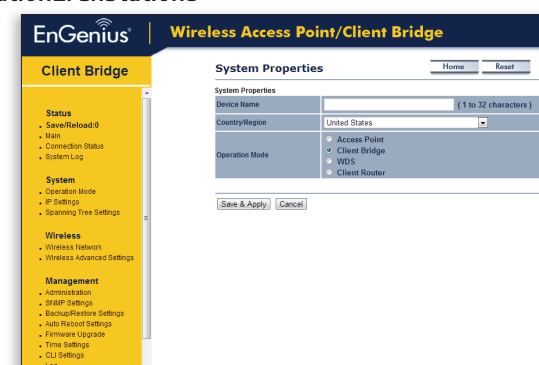 EnGenius®
Wireless Access Point/Client Bridge
Client Bridge
Status
Save/Reload:0
Main
Connection Status
System Log
System
Operation Mode
IP Settings
Spanning Tree Settings
Wireless
Wireless Network
Wireless Advanced Settings
Management
Administration
SNMP Settings
Backup/Restore Settings
Auto Reboot Settings
Firmware Upgrade
Time Settings
CLI Settings
System Properties
Home
Reset
System Properties
Device Name
( 1 to 32 characters )
Country/Region
United States
Operation Mode
Access Point
Client Bridge
WDS
Client Router
Save & Apply
Cancel